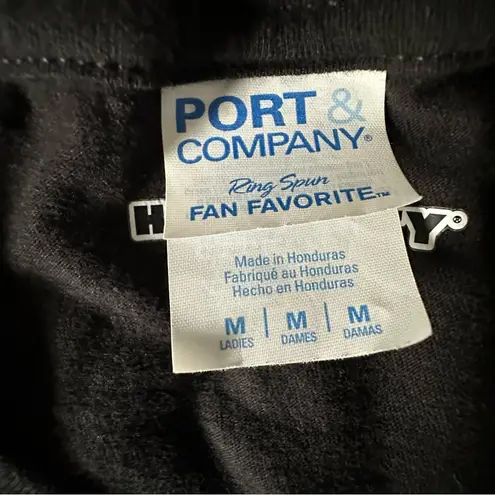 PORT &
COMPANY®
Ring Spun
FAN FAVORITE™
H Y®
Made in Honduras
Fabriqué au Honduras
Hecho en Honduras
M | M | M
LADIES DAMES DAMAS